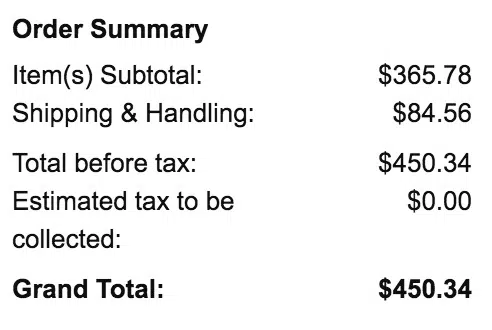 Order Summary
Item(s) Subtotal: $365.78
Shipping & Handling: $84.56
Total before tax: $450.34
Estimated tax to be $0.00
collected:
Grand Total: $450.34